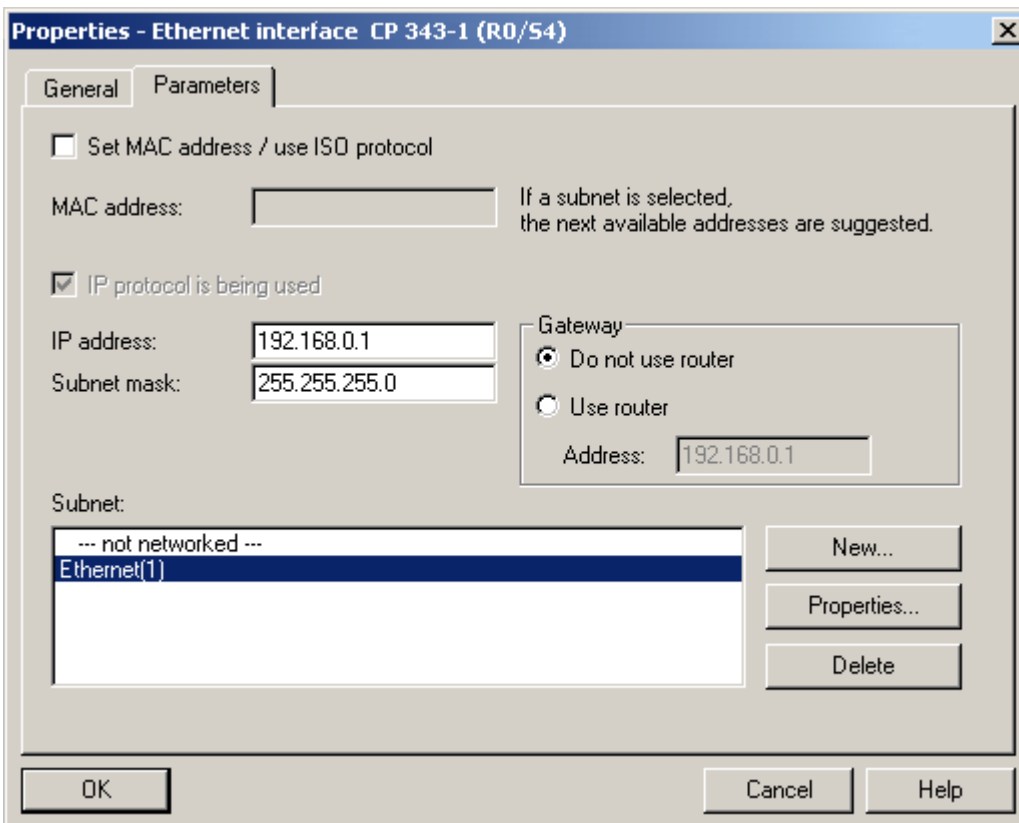 Properties - Ethernet interface  CP 343-1 (R0/S4)
General
Parameters
Set MAC address / use ISO protocol
MAC address:
If a subnet is selected,
the next available addresses are suggested.
IP protocol is being used
IP address:
192.168.0.1
Subnet mask:
255.255.255.0
Gateway
Do not use router
Use router
Address:
192.168.0.1
Subnet:
--- not networked ---
Ethernet(1)
New...
Properties...
Delete
OK
Cancel
Help